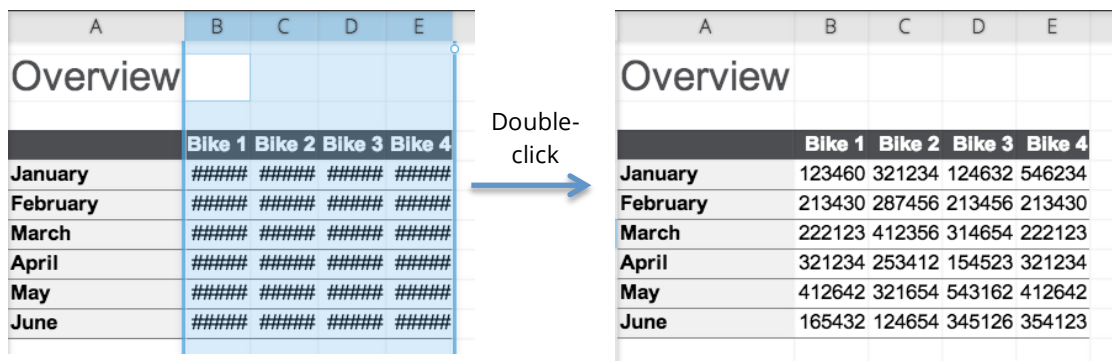 A B C D E
Overview
Bike 1 Bike 2 Bike 3 Bike 4
January ##### ##### ##### #####
February ##### ##### ##### #####
March ##### ##### ##### #####
April ##### ##### ##### #####
May ##### ##### ##### #####
June ##### ##### ##### #####
Double-
click
A B C D E
Overview
Bike 1 Bike 2 Bike 3 Bike 4
January 123460 321234 124632 546234
February 213430 287456 213456 213430
March 222123 412356 314654 222123
April 321234 253412 154523 321234
May 412642 321654 543162 412642
June 165432 124654 345126 354123